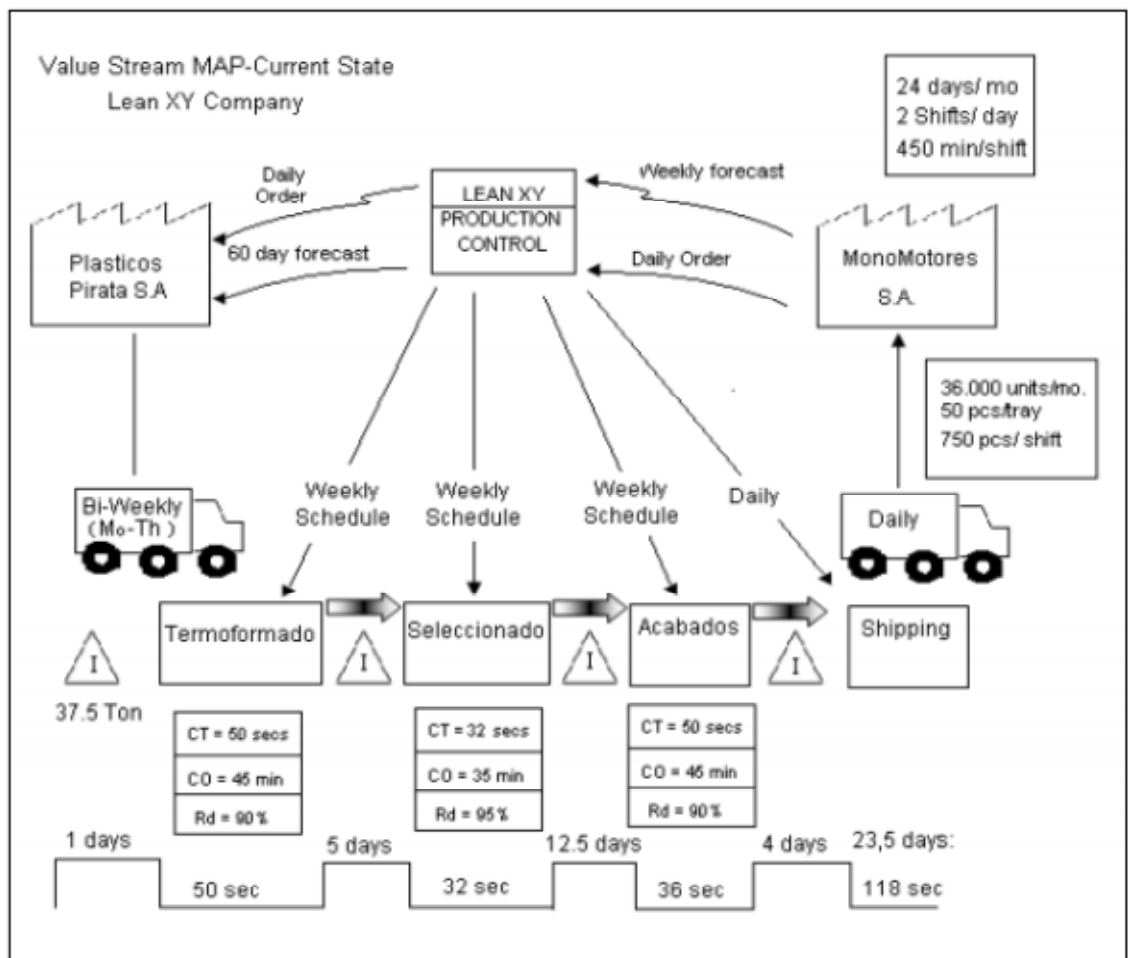 Value Stream MAP-Current State
Lean XY Company
24 days/ mo
2 Shifts/ day
450 min/shift
Daily
Order
Weekly forecast
LEAN XY
PRODUCTION
CONTROL
60 day forecast
Daily Order
Plasticos
Pirata S.A
MonoMotores
S.A.
36.000 units/mo.
50 pcs/tray
750 pcs/ shift
Bi-Weekly
(Mo-Th )
Weekly
Schedule
Weekly
Schedule
Weekly
Schedule
Daily
Daily
Termoformado
Seleccionado
Acabados
Shipping
I
I
I
I
37.5 Ton
CT = 50 secs
CO = 45 min
Rd = 90%
CT = 32 secs
CO = 35 min
Rd = 95%
CT = 50 secs
CO = 45 min
Rd = 90%
1 days
5 days
12.5 days
4 days
23,5 days:
50 sec
32 sec
36 sec
118 sec